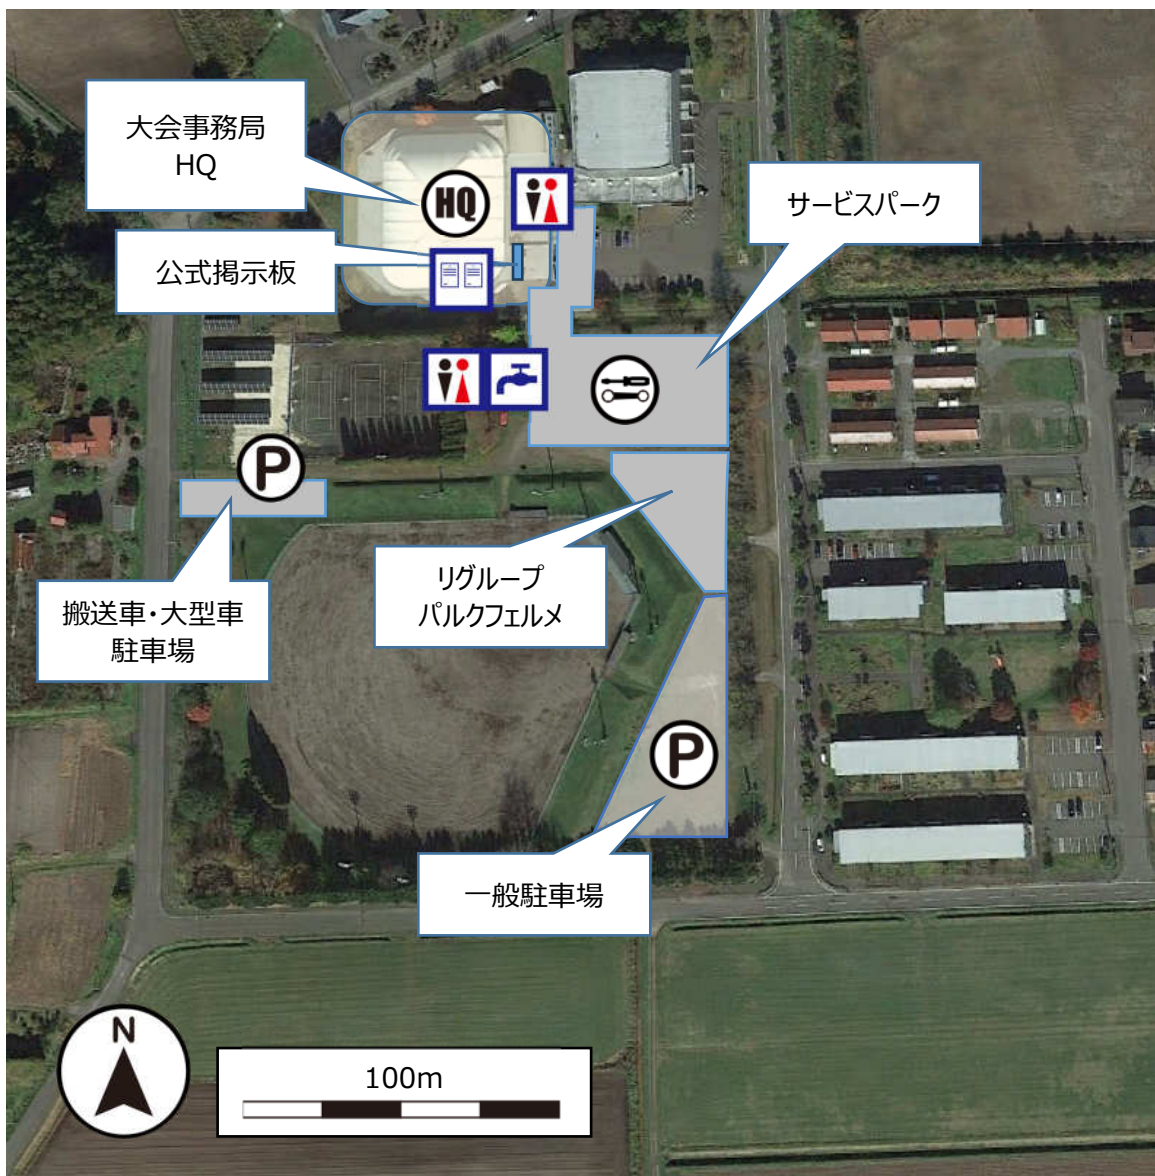 大会事務局
HQ
HQ
サービスパーク
公式掲示板
P
搬送車・大型車
駐車場
リグループ
パルクフェルメ
P
一般駐車場
N
100m